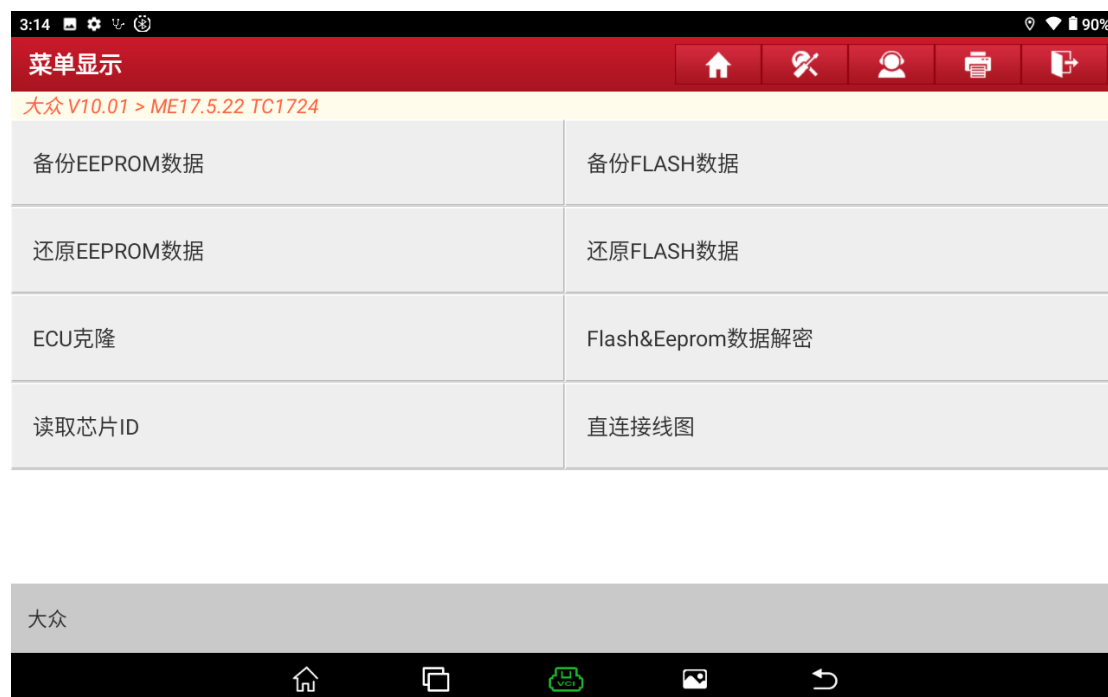 3:14 90%
菜单显示
大众 V10.01 > ME17.5.22 TC1724
备份EEPROM数据 备份FLASH数据
还原EEPROM数据 还原FLASH数据
ECU克隆 Flash&Eeprom数据解密
读取芯片ID 直连接线图
大众
VCI